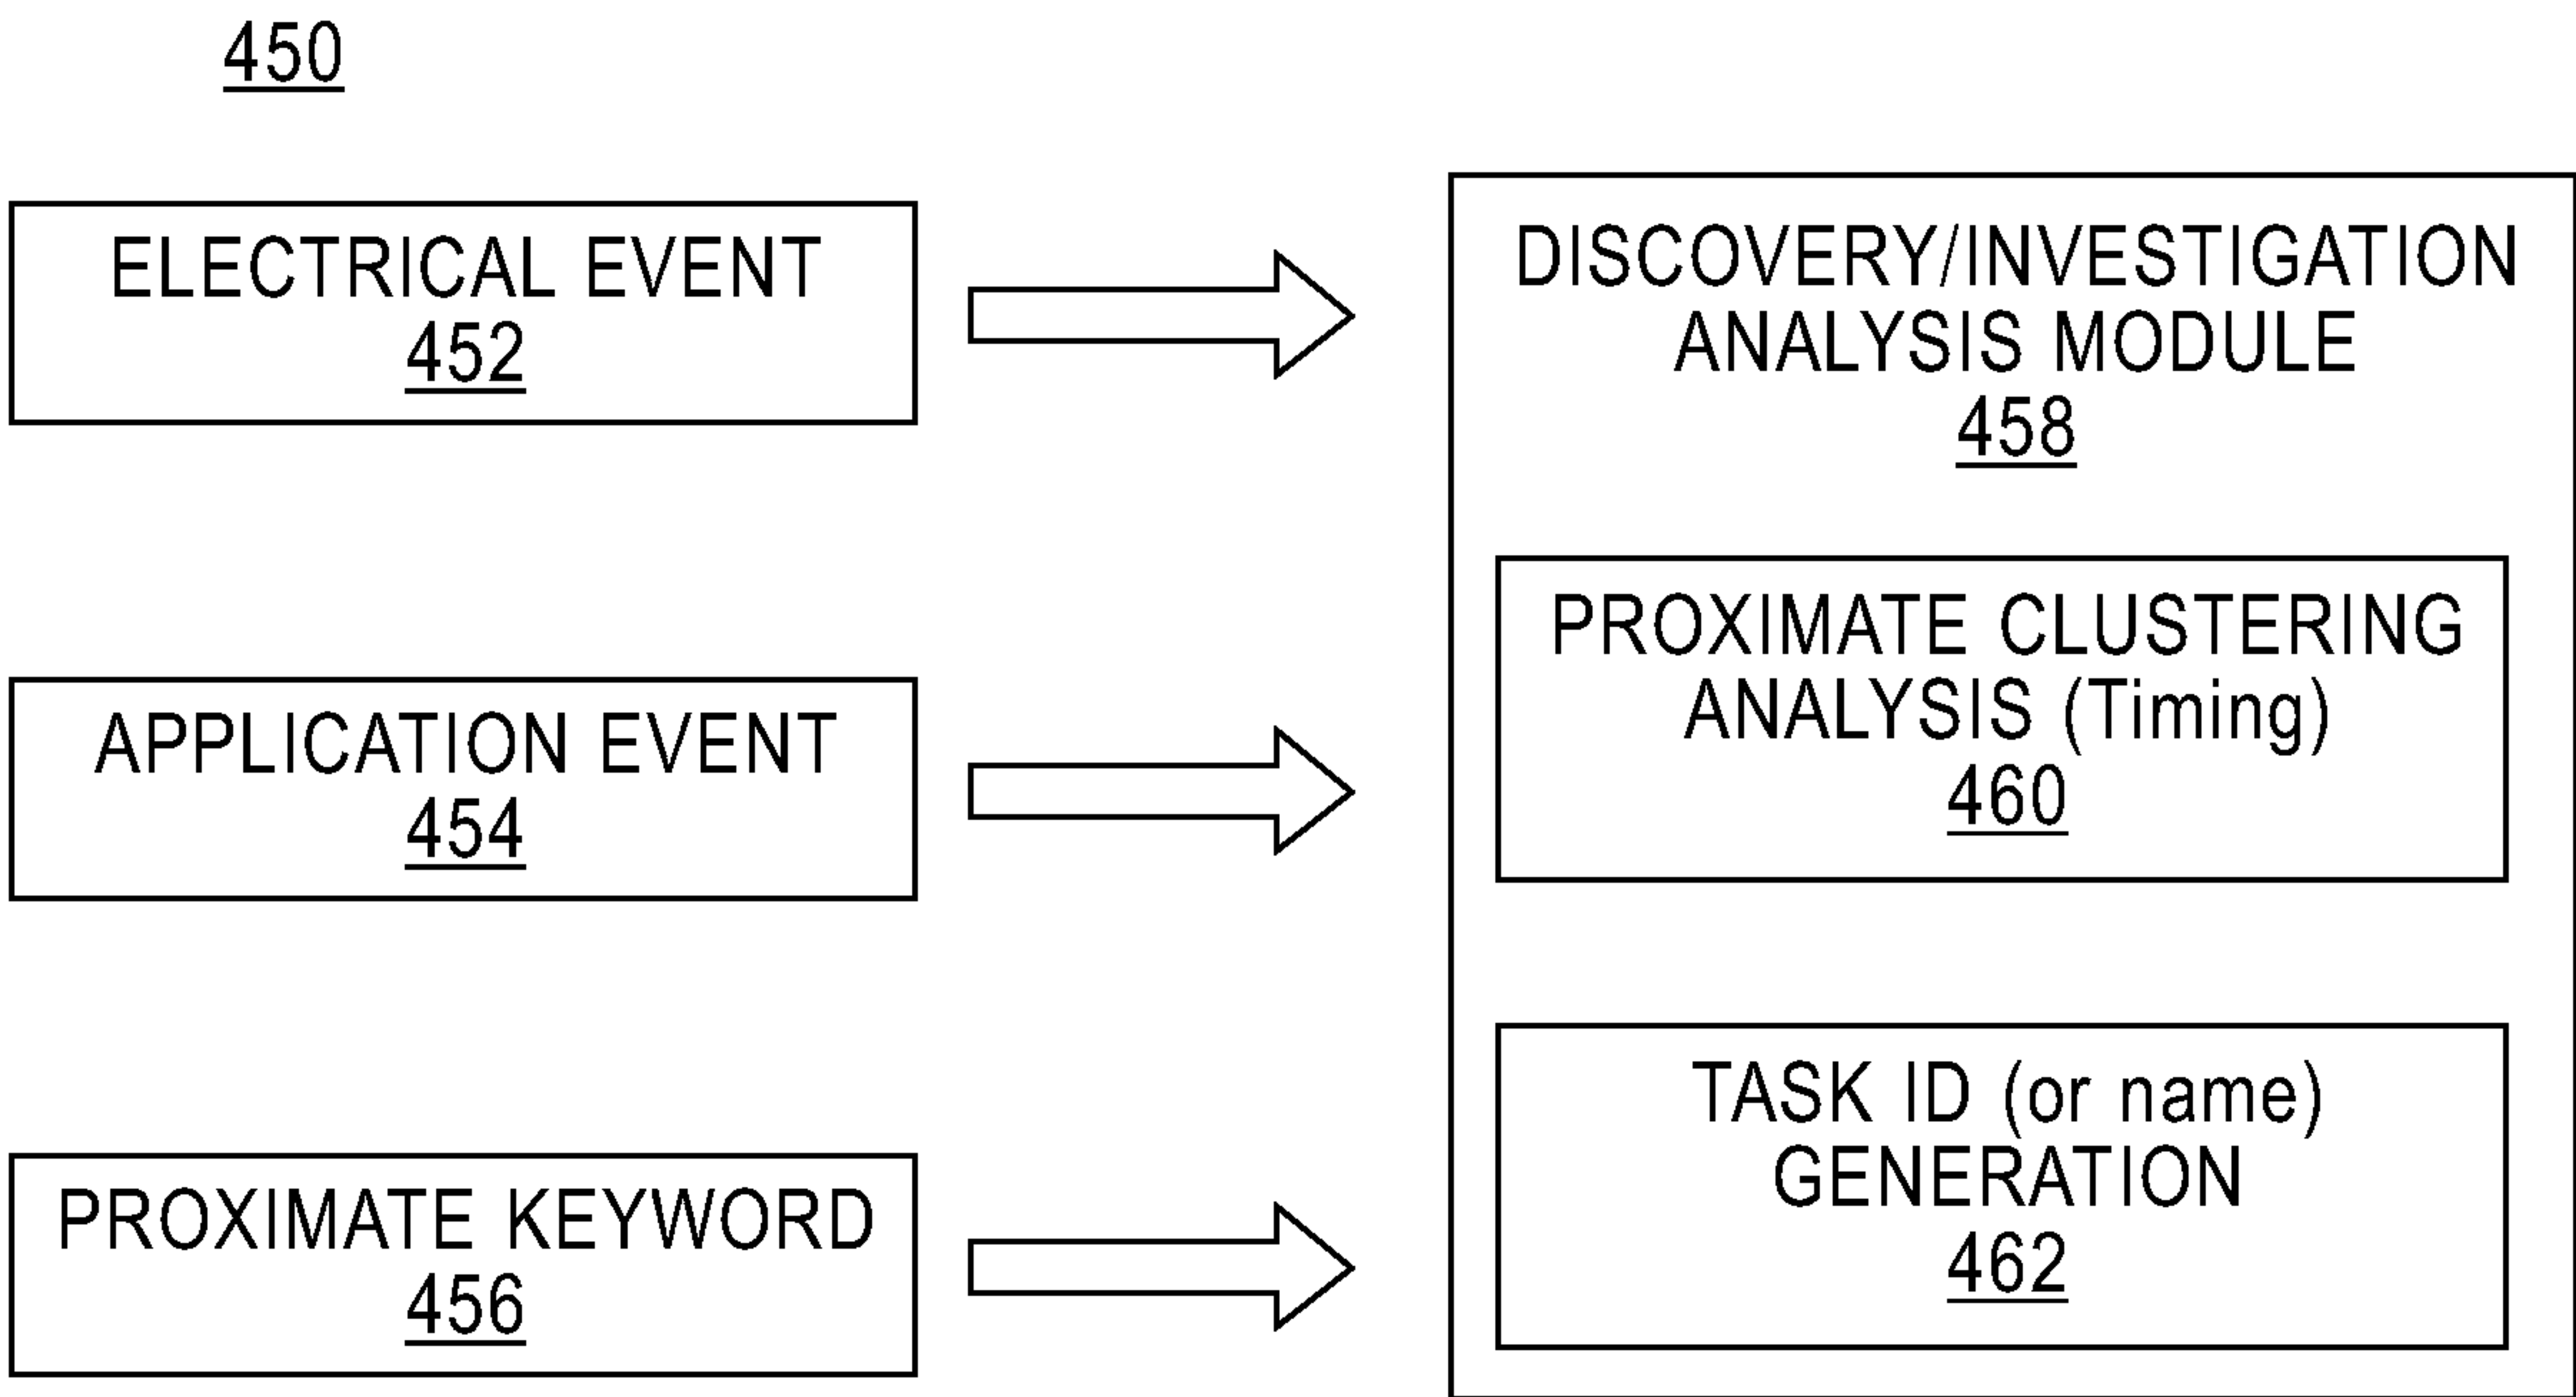 450
ELECTRICAL EVENT
452
APPLICATION EVENT
454
PROXIMATE KEYWORD
456
DISCOVERY/INVESTIGATION
ANALYSIS MODULE
458
PROXIMATE CLUSTERING
ANALYSIS (Timing)
460
TASK ID (or name)
GENERATION
462